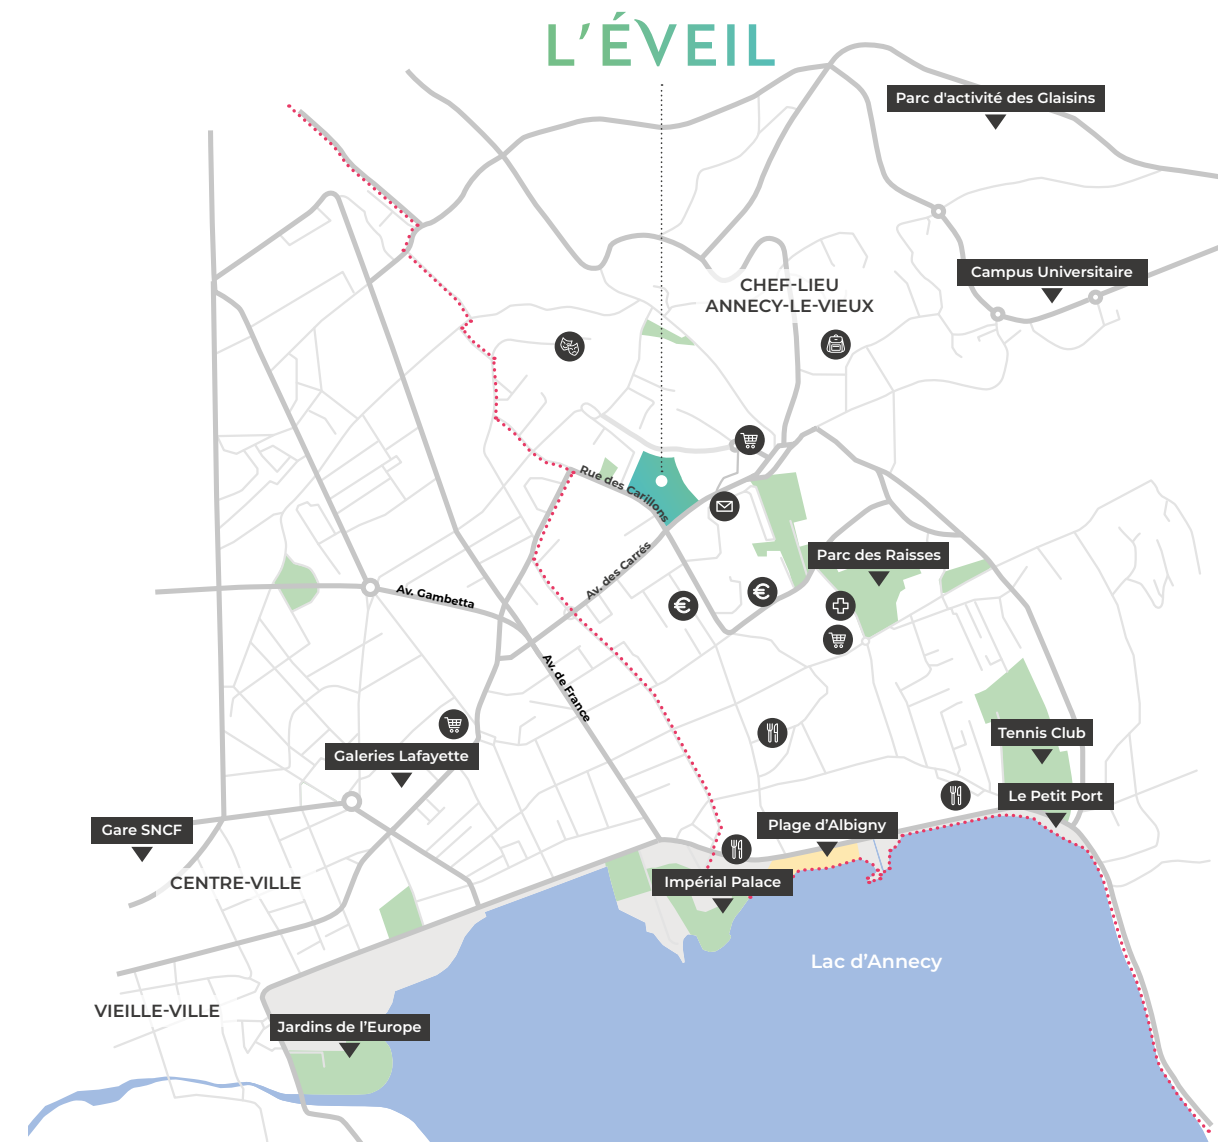 L'ÉVEIL
Parc d'activité des Glaisins
Campus Universitaire
CHEF-LIEU
ANNECY-LE-VIEUX
Rue des Carillons
Av. des Carrés
Parc des Raisses
Av. Gambetta
Av. de France
Tennis Club
Galeries Lafayette
Le Petit Port
Gare SNCF
Plage d’Albigny
CENTRE-VILLE
Impérial Palace
Lac d’Annecy
VIEILLE-VILLE
Jardins de l’Europe